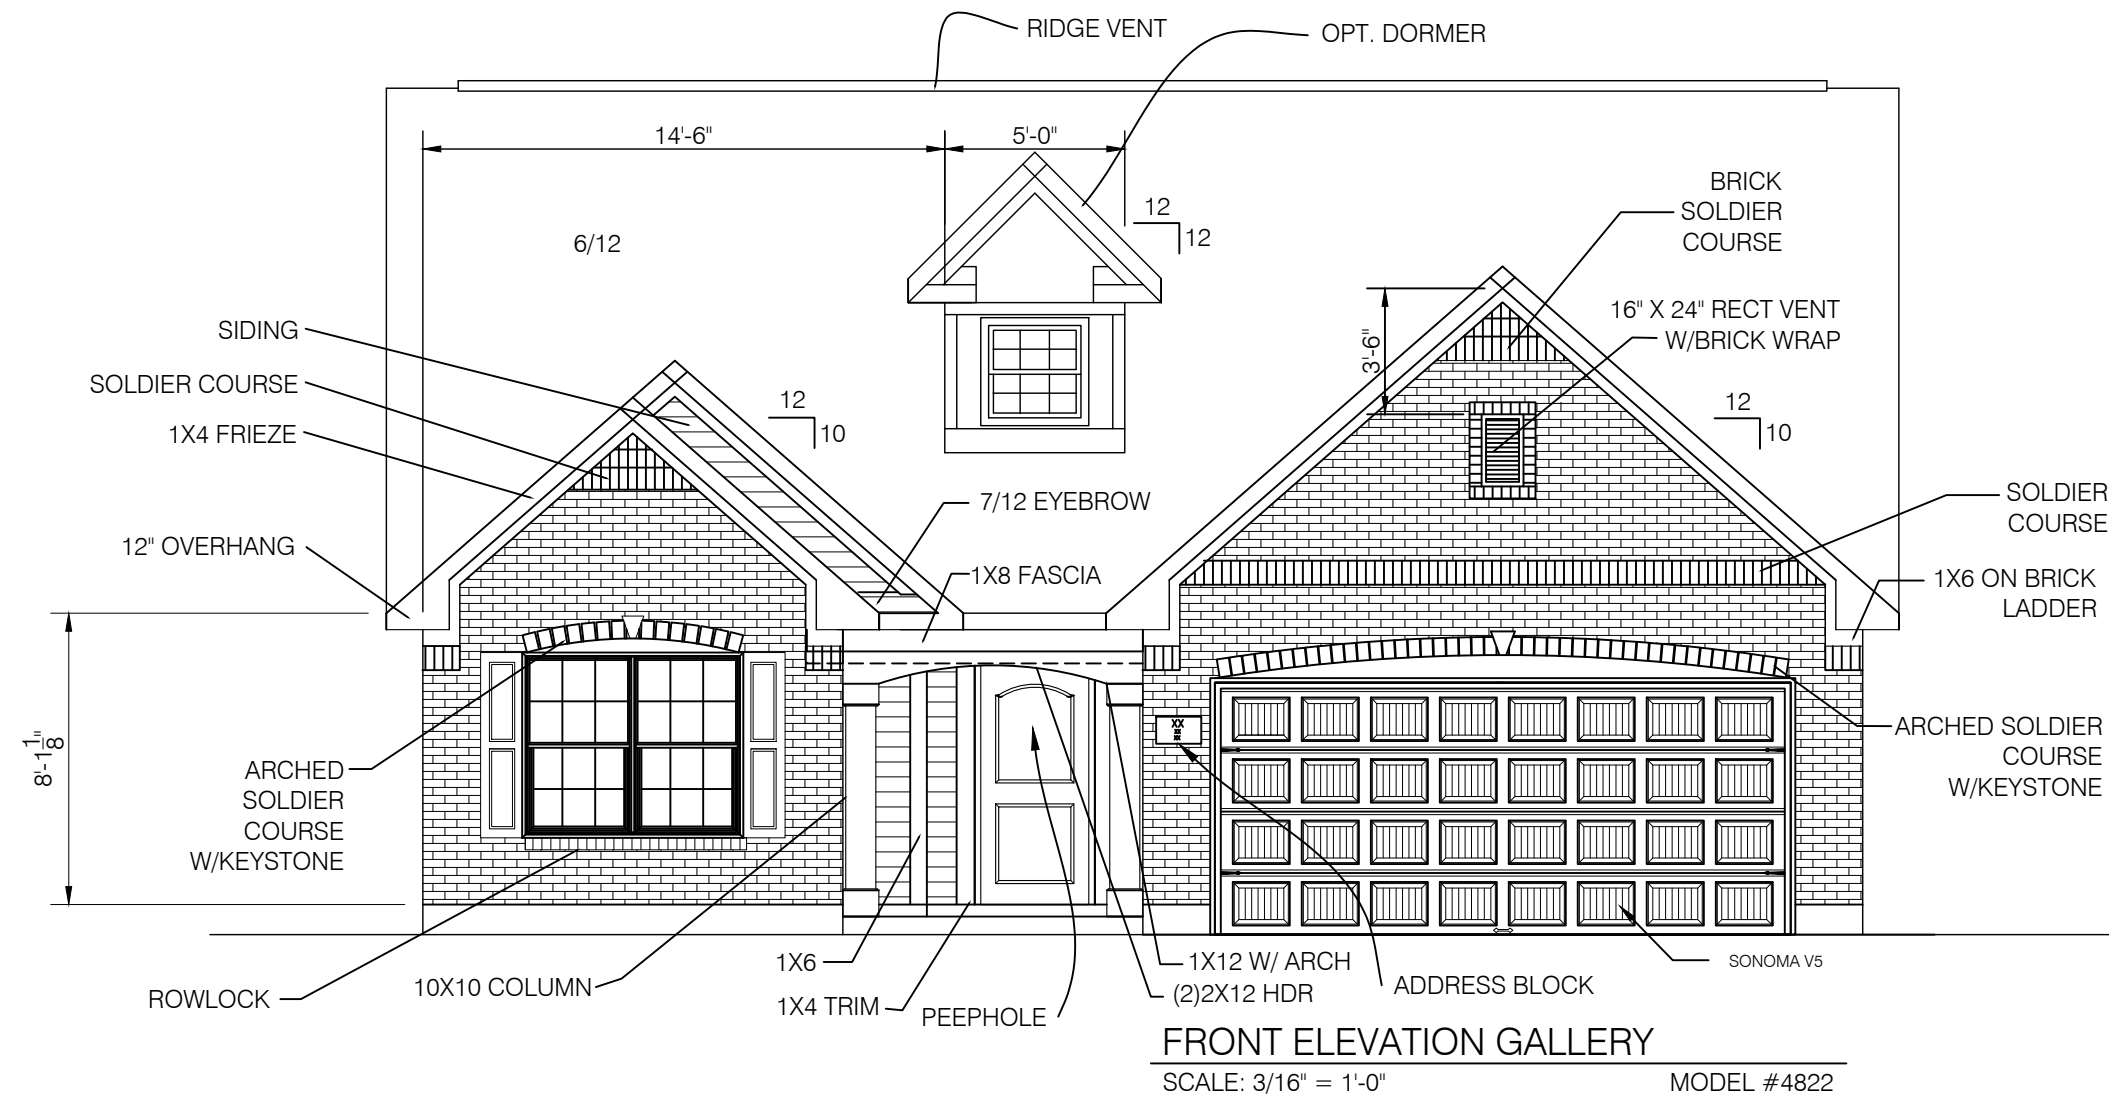 RIDGE VENT
OPT. DORMER
14'-6"
5'-0"
BRICK
SOLDIER
COURSE
12
12
6/12
16" X 24" RECT VENT
W/BRICK WRAP
3'-6"
SIDING
SOLDIER COURSE
1X4 FRIEZE
12
10
12
10
12" OVERHANG
7/12 EYEBROW
1X8 FASCIA
SOLDIER
COURSE
1X6 ON BRICK
LADDER
8'-1 1/8"
XX
XX
XX
ARCHED SOLDIER
COURSE
W/KEYSTONE
ARCHED
SOLDIER
COURSE
W/KEYSTONE
ROWLOCK
10X10 COLUMN
1X6
1X4 TRIM
PEEPHOLE
1X12 W/ ARCH
(2)2X12 HDR
ADDRESS BLOCK
SONOMA V5
FRONT ELEVATION GALLERY
SCALE: 3/16" = 1'-0"
MODEL #4822